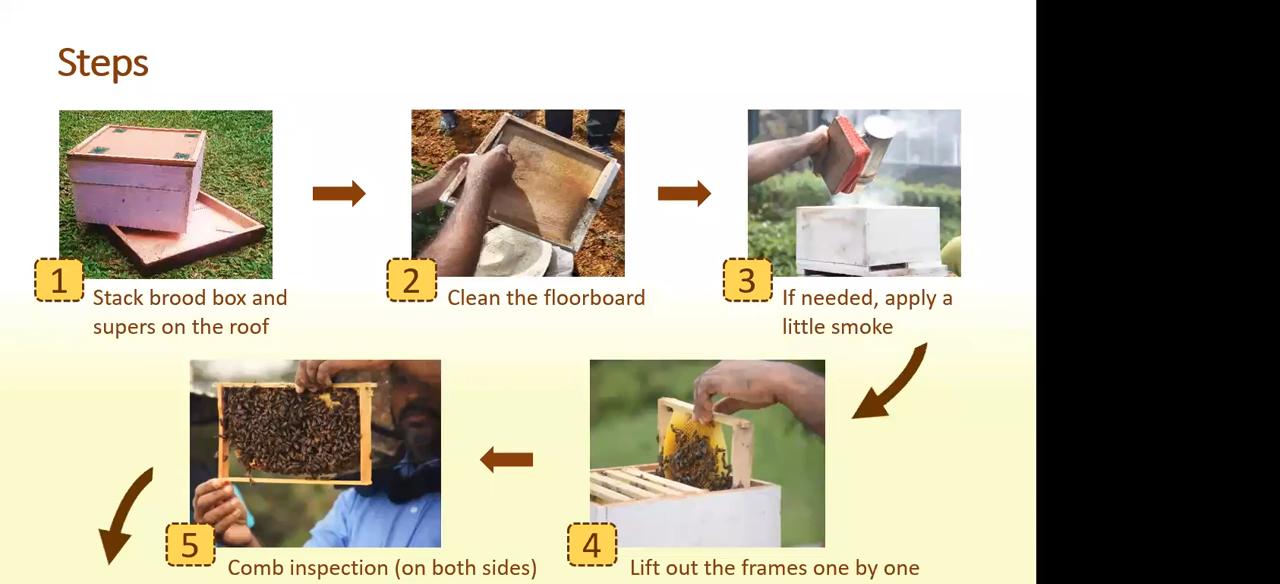 Steps
1
Stack brood box and
supers on the roof
2
Clean the floorboard
3
If needed, apply a
little smoke
4
Lift out the frames one by one
5
Comb inspection (on both sides)